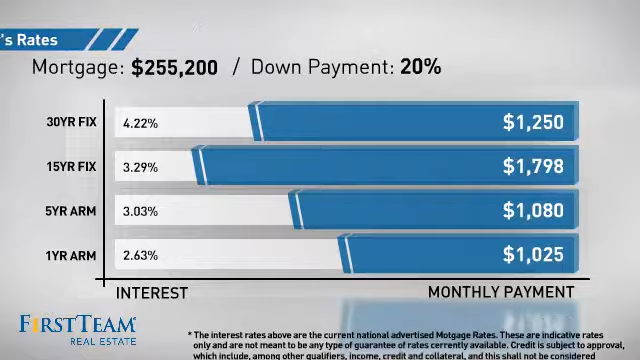 's Rates
Mortgage: $255,200 / Down Payment: 20%
30YR FIX 4.22% $1,250
15YR FIX 3.29% $1,798
5YR ARM 3.03% $1,080
1YR ARM 2.63% $1,025
INTEREST MONTHLY PAYMENT
FIRSTTEAM®
REAL ESTATE
* The interest rates above are the current national advertised Motgage Rates. These are indicative rates
only and are not meant to be any type of guarantee of rates cerrently available. Credit is subject to approval,
which include, among other qualifiers, income, credit and collateral, and this shall not be considered